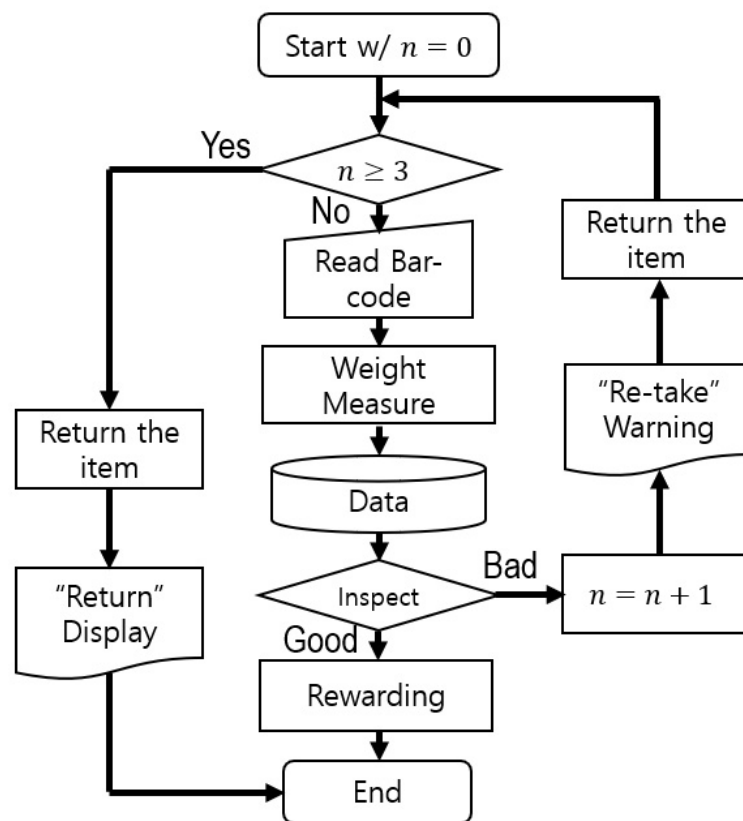 Start w/ n = 0
Yes
n ≥ 3
No
Read Bar-
code
Weight
Measure
Data
Inspect
Bad
Good
Rewarding
End
Return the
item
"Return"
Display
n = n + 1
"Re-take"
Warning
Return the
item